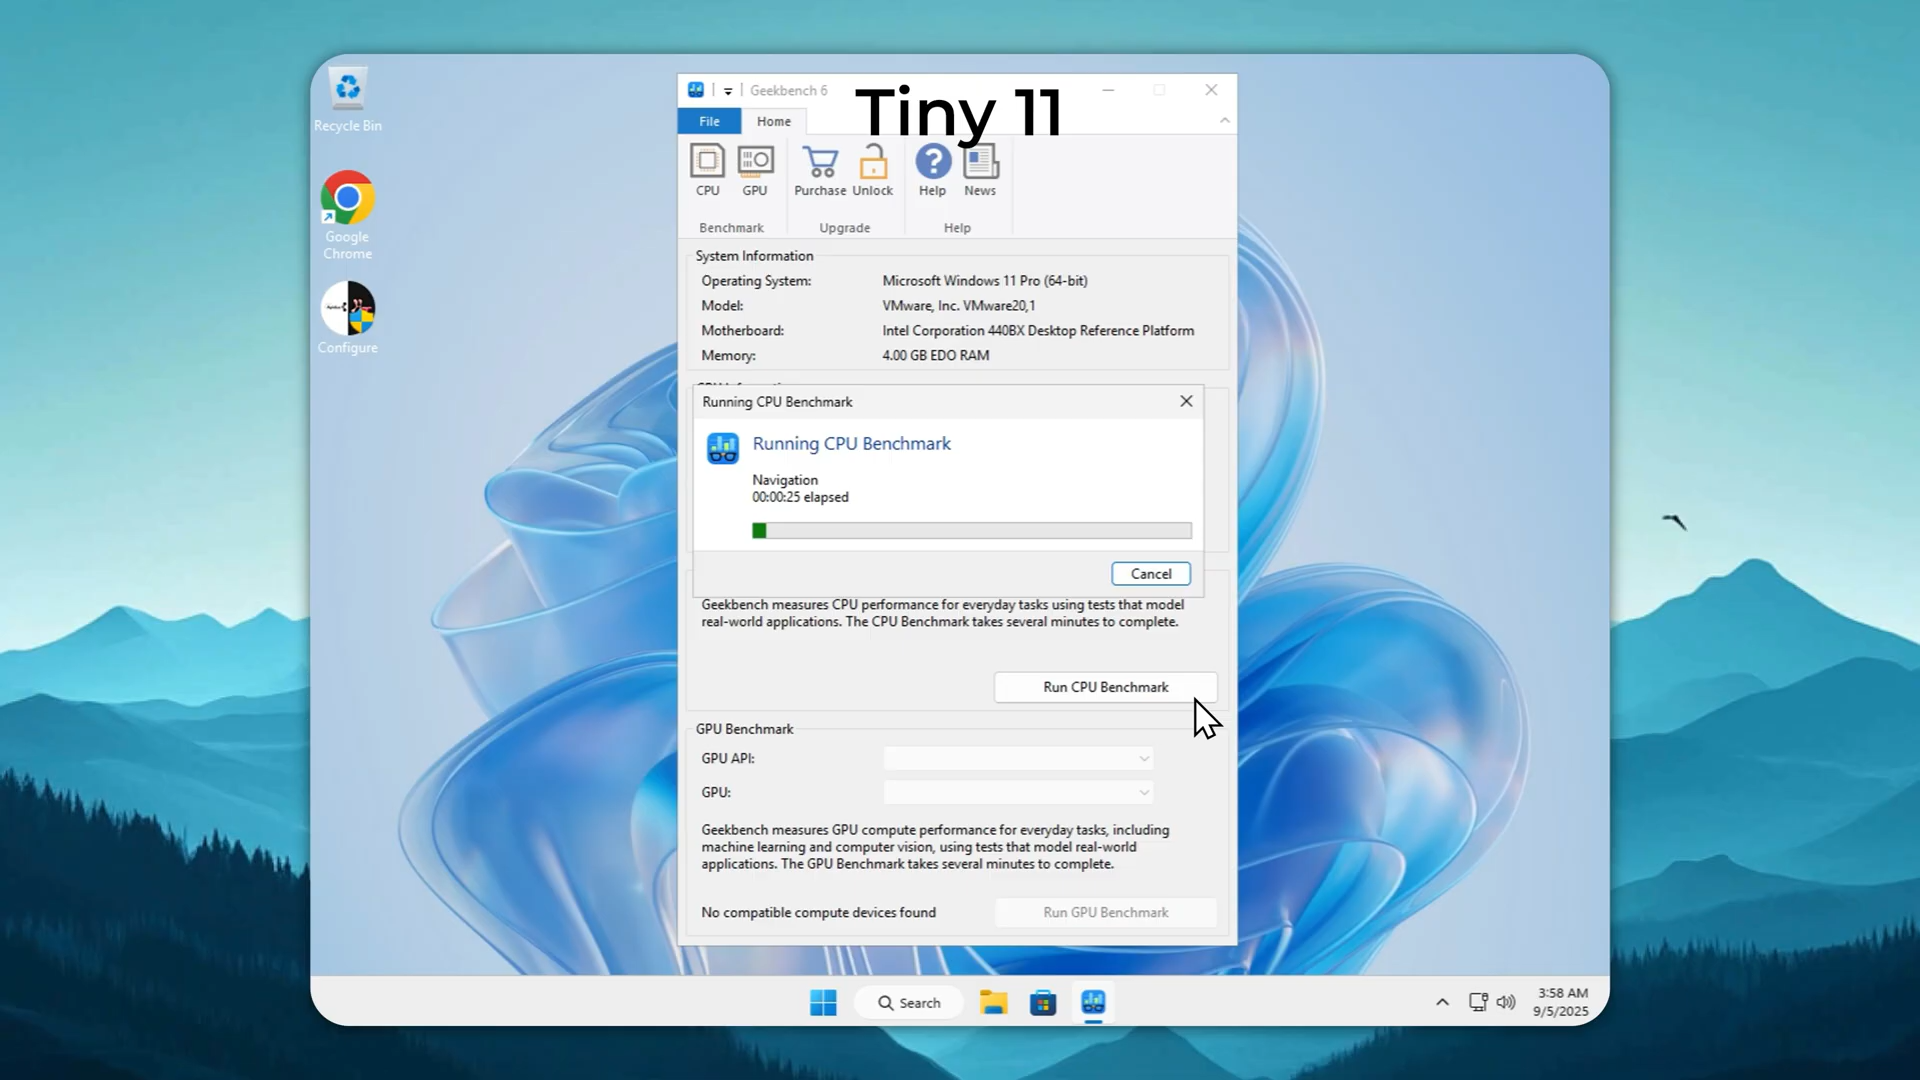 Tiny 11
Recycle Bin
Google
Chrome
Configure
Geekbench 6
File
Home
CPU
GPU
Purchase
Unlock
Help
News
Benchmark
Upgrade
Help
System Information
Operating System:
Microsoft Windows 11 Pro (64-bit)
Model:
VMware, Inc. VMware20,1
Motherboard:
Intel Corporation 440BX Desktop Reference Platform
Memory:
4.00 GB EDO RAM
Running CPU Benchmark
Running CPU Benchmark
Navigation
00:00:25 elapsed
Cancel
Geekbench measures CPU performance for everyday tasks using tests that model
real-world applications. The CPU Benchmark takes several minutes to complete.
Run CPU Benchmark
GPU Benchmark
GPU API:
GPU:
Geekbench measures GPU compute performance for everyday tasks, including
machine learning and computer vision, using tests that model real-world
applications. The GPU Benchmark takes several minutes to complete.
No compatible compute devices found
Run GPU Benchmark
Search
3:58 AM
9/5/2025